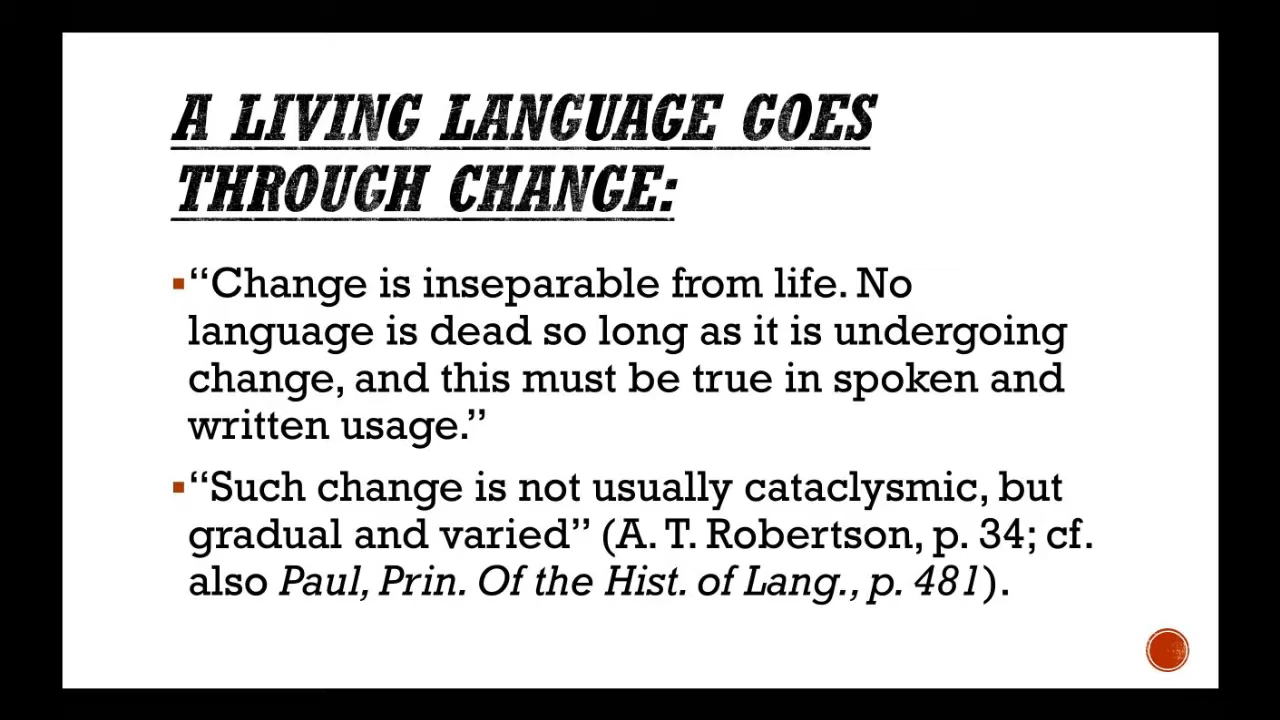 A LIVING LANGUAGE GOES
THROUGH CHANGE:
▪“Change is inseparable from life. No
language is dead so long as it is undergoing
change, and this must be true in spoken and
written usage.”
▪“Such change is not usually cataclysmic, but
gradual and varied” (A. T. Robertson, p. 34; cf.
also Paul, Prin. Of the Hist. of Lang., p. 481).